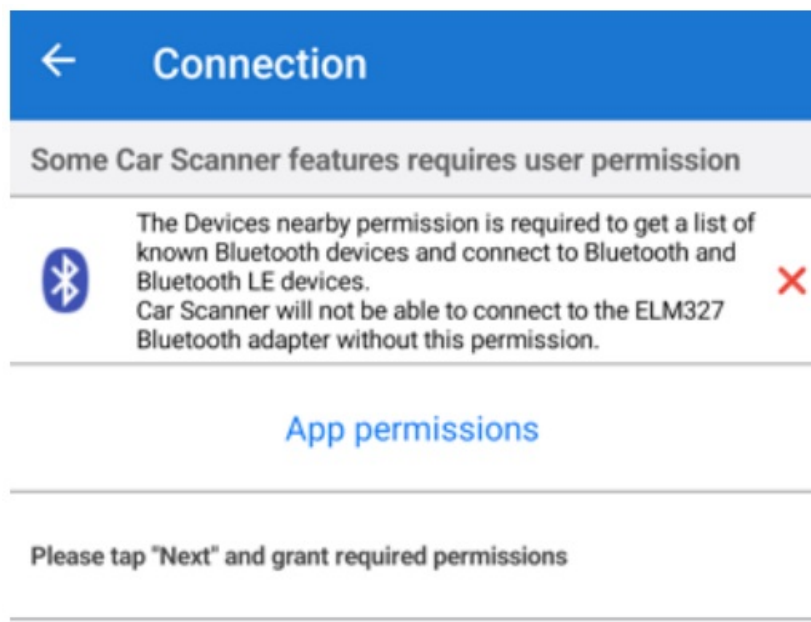 Connection
Some Car Scanner features requires user permission
The Devices nearby permission is required to get a list of
known Bluetooth devices and connect to Bluetooth and
Bluetooth LE devices.
Car Scanner will not be able to connect to the ELM327
Bluetooth adapter without this permission.
App permissions
Please tap "Next" and grant required permissions